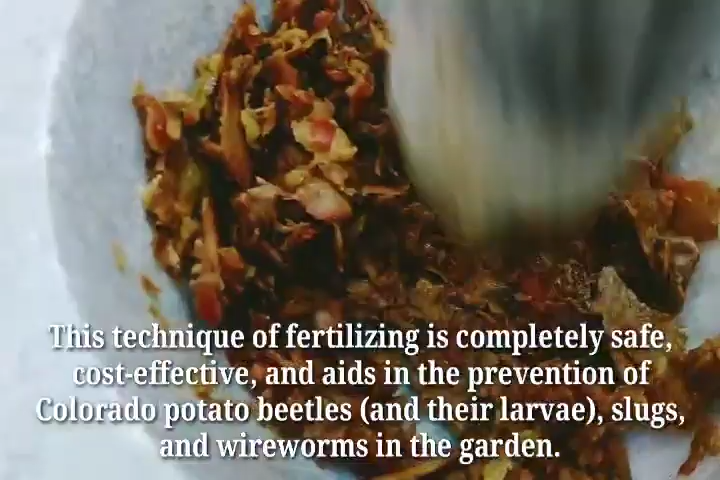 This technique of fertilizing is completely safe,
cost-effective, and aids in the prevention of
Colorado potato beetles (and their larvae), slugs,
and wireworms in the garden.